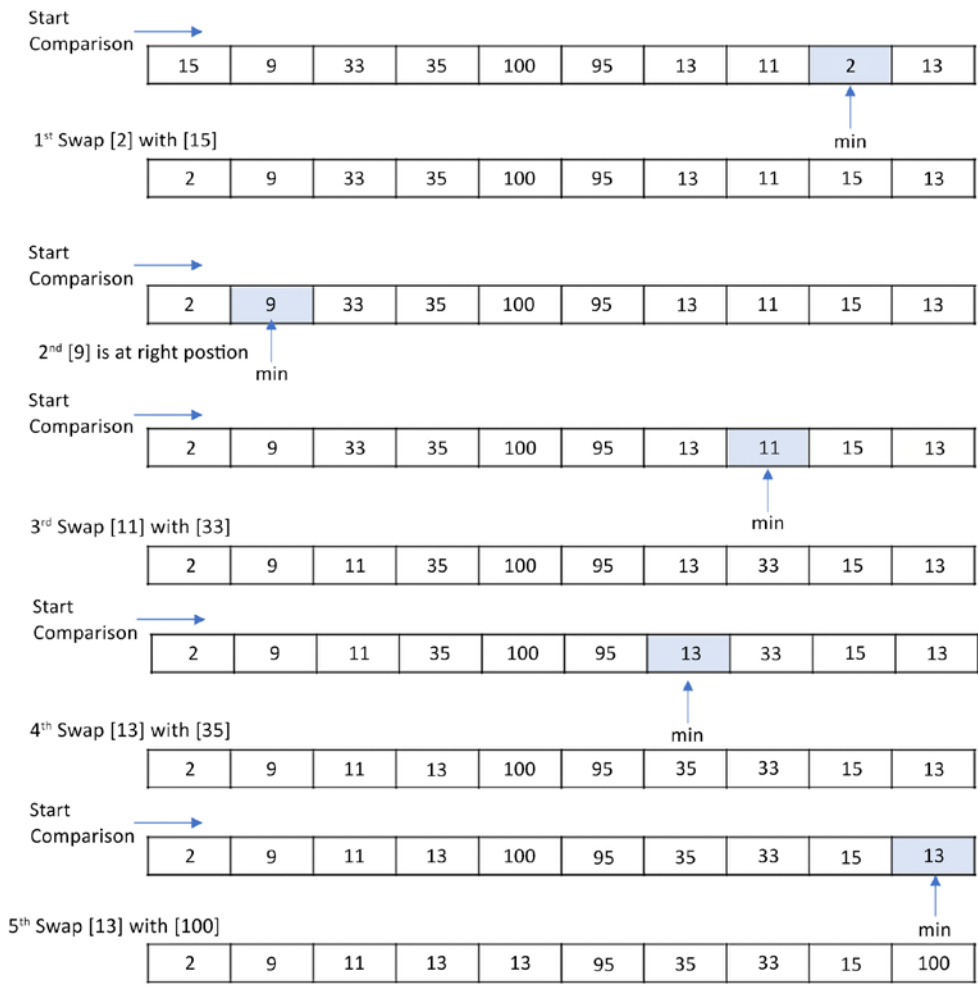 Start
Comparison
15 9 33 35 100 95 13 11 2 13
min
1st Swap [2] with [15]
2 9 33 35 100 95 13 11 15 13
Start
Comparison
2 9 33 35 100 95 13 11 15 13
2nd [9] is at right postion
min
Start
Comparison
2 9 33 35 100 95 13 11 15 13
min
3rd Swap [11] with [33]
2 9 11 35 100 95 13 33 15 13
Start
Comparison
2 9 11 35 100 95 13 33 15 13
min
4th Swap [13] with [35]
2 9 11 13 100 95 35 33 15 13
Start
Comparison
2 9 11 13 100 95 35 33 15 13
min
5th Swap [13] with [100]
2 9 11 13 13 95 35 33 15 100